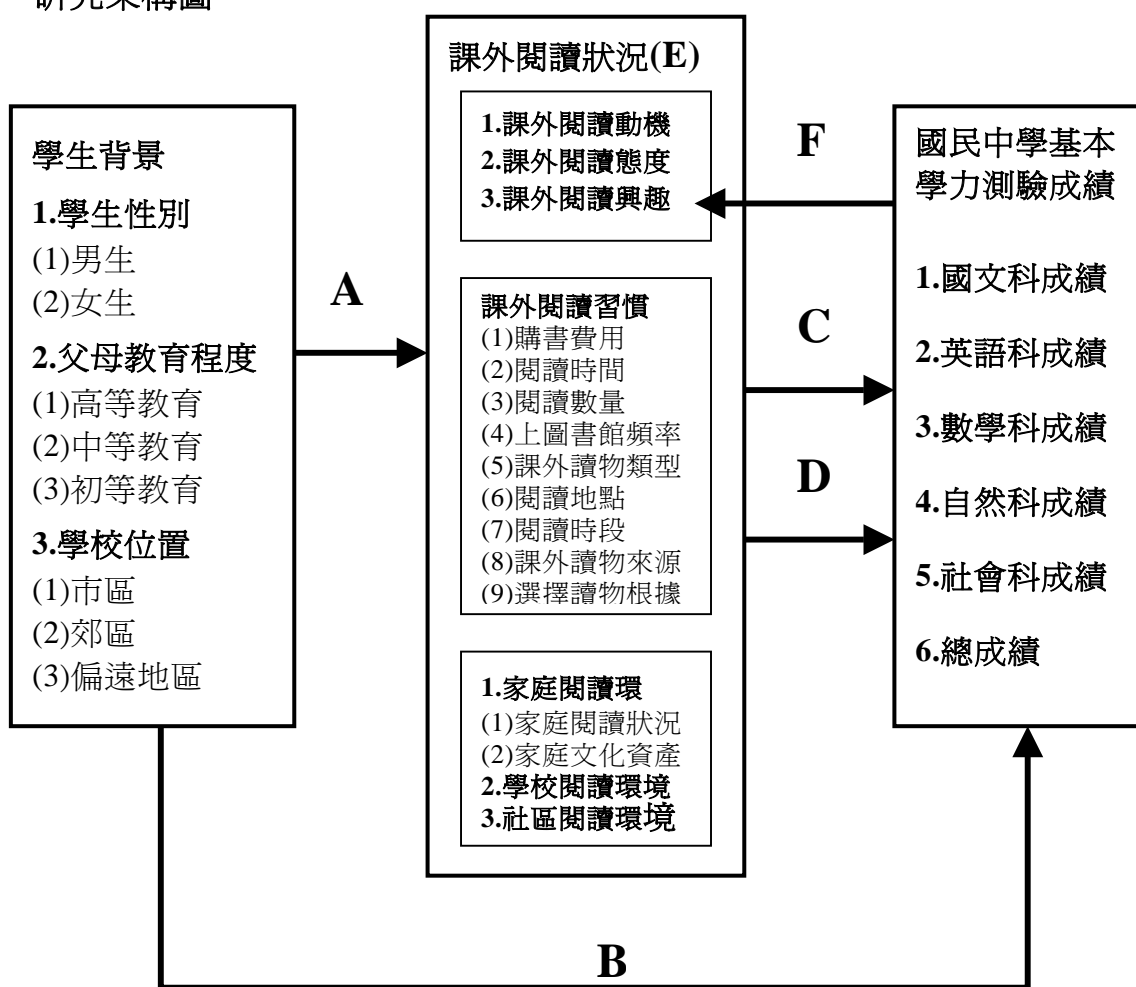 研究架構圖
學生背景
1.學生性別
(1)男生
(2)女生
2.父母教育程度
(1)高等教育
(2)中等教育
(3)初等教育
3.學校位置
(1)市區
(2)郊區
(3)偏遠地區
A
課外閱讀狀況(E)
1.課外閱讀動機
2.課外閱讀態度
3.課外閱讀興趣
課外閱讀習慣
(1)購書費用
(2)閱讀時間
(3)閱讀數量
(4)上圖書館頻率
(5)課外讀物類型
(6)閱讀地點
(7)閱讀時段
(8)課外讀物來源
(9)選擇讀物根據
1.家庭閱讀環
(1)家庭閱讀狀況
(2)家庭文化資產
2.學校閱讀環境
3.社區閱讀環境
F
C
D
國民中學基本
學力測驗成績
1.國文科成績
2.英語科成績
3.數學科成績
4.自然科成績
5.社會科成績
6.總成績
B